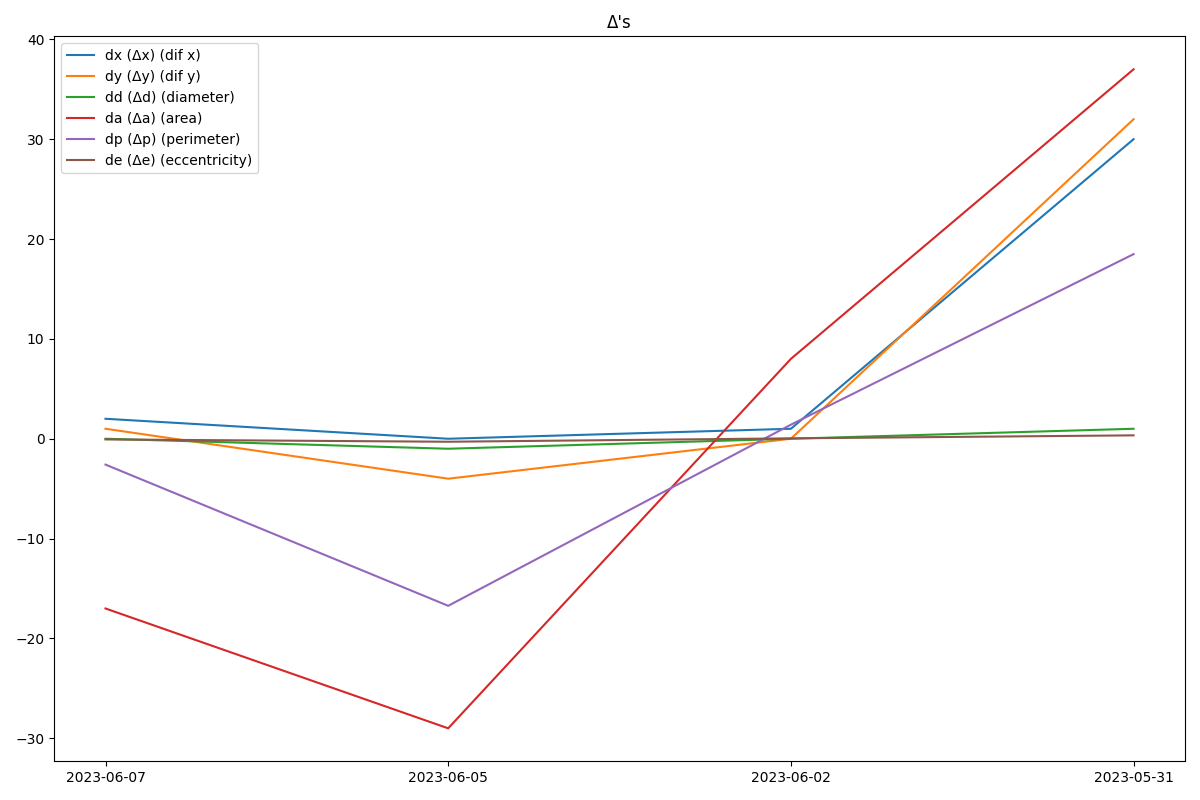 Δ's
40
30
20
10
0
−10
−20
−30
dx (Δx) (dif x)
dy (Δy) (dif y)
dd (Δd) (diameter)
da (Δa) (area)
dp (Δp) (perimeter)
de (Δe) (eccentricity)
2023-06-07 2023-06-05 2023-06-02 2023-05-31